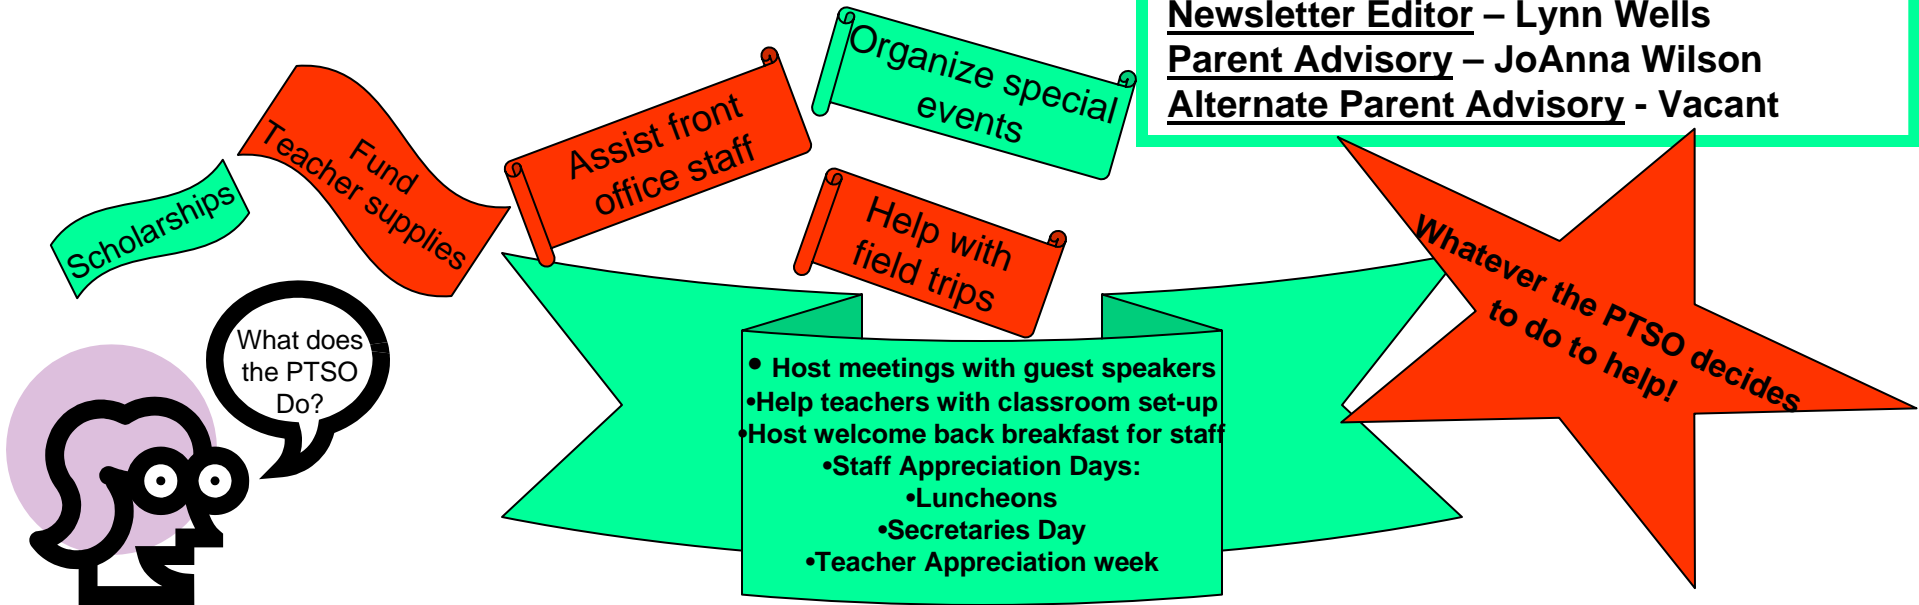 Newsletter Editor – Lynn Wells
Parent Advisory – JoAnna Wilson
Alternate Parent Advisory - Vacant
Organize special
events
Assist front
office staff
Fund
Teacher supplies
Scholarships
Help with
field trips
Whatever the PTSO decides
to do to help!
What does
the PTSO
Do?
• Host meetings with guest speakers
•Help teachers with classroom set-up
•Host welcome back breakfast for staff
•Staff Appreciation Days:
•Luncheons
•Secretaries Day
•Teacher Appreciation week